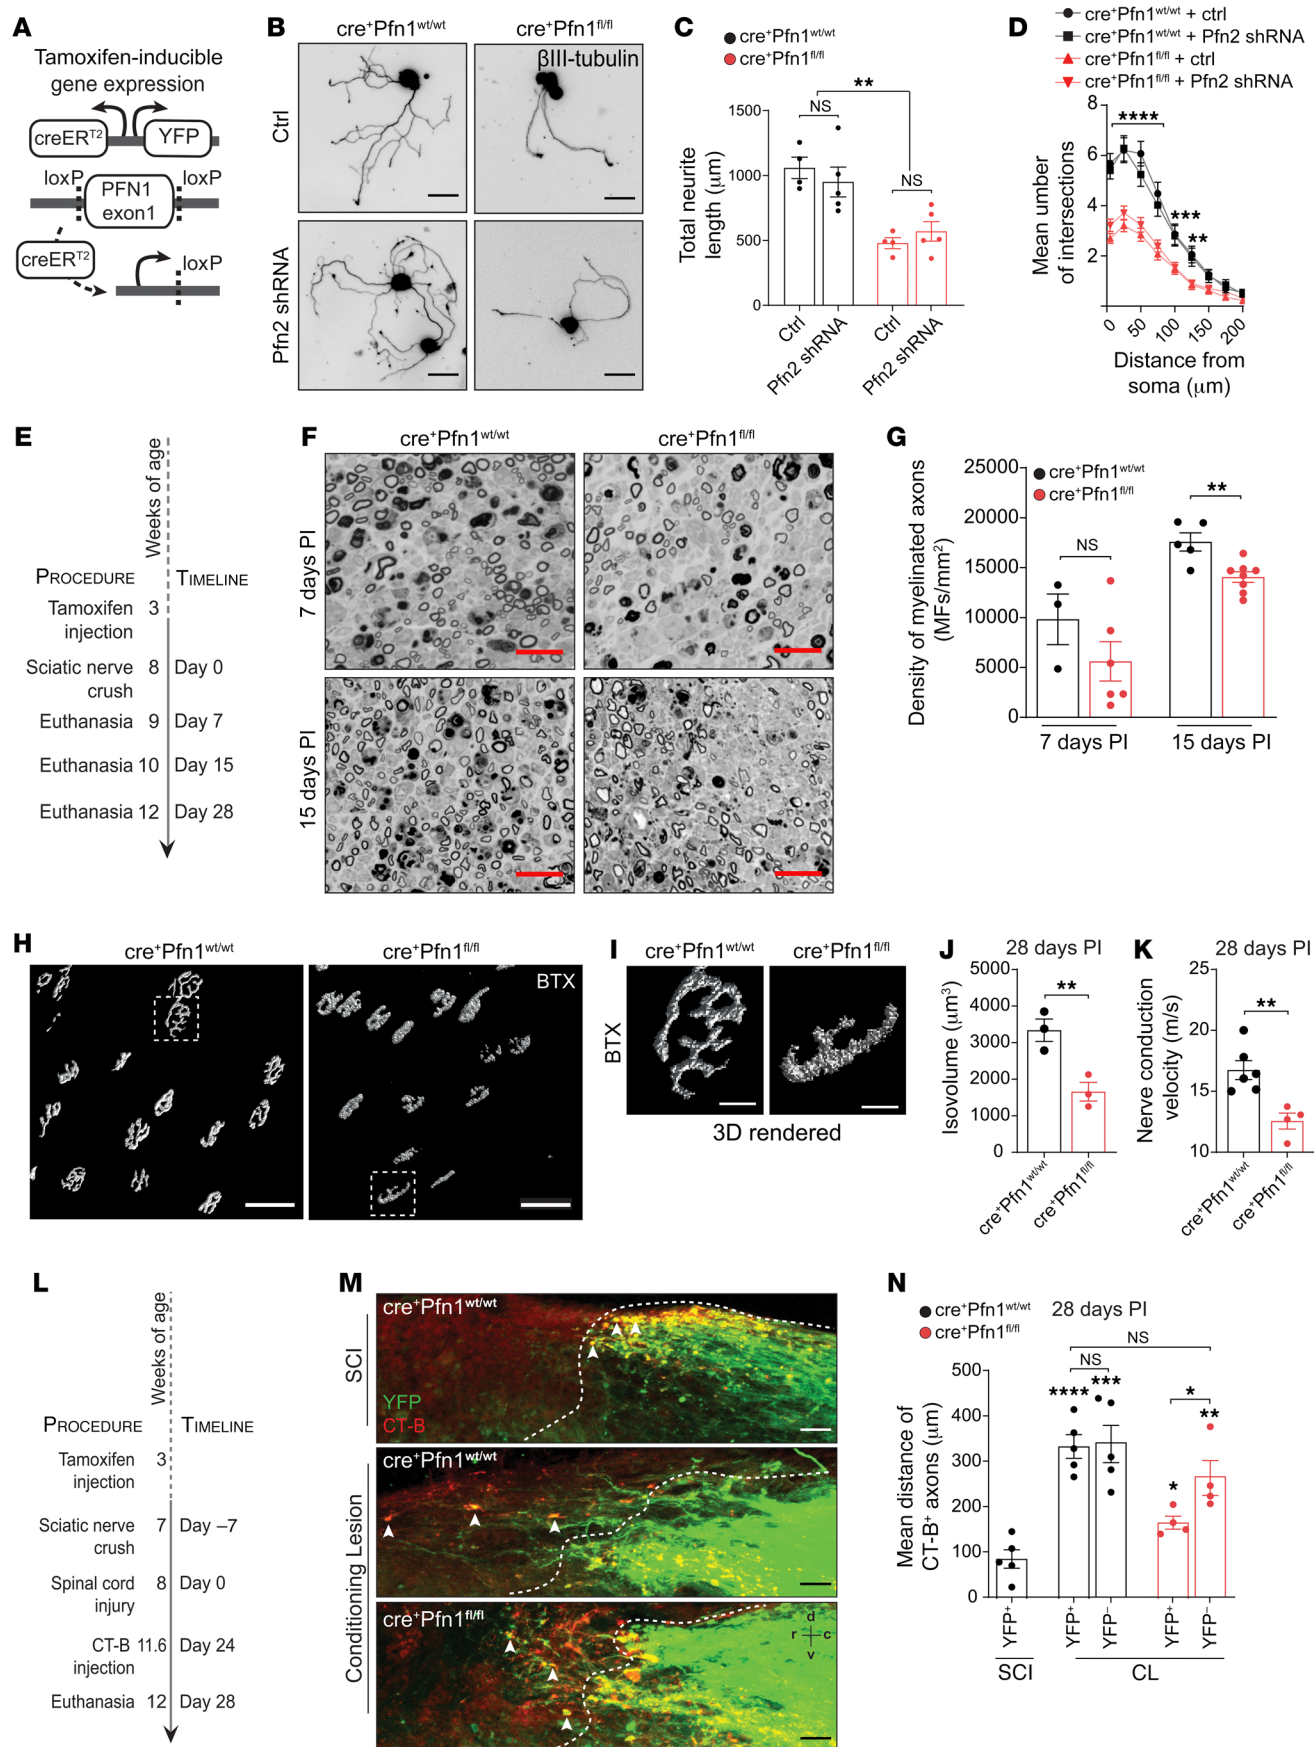 A
Tamoxifen-inducible
gene expression
creER^T2
YFP
loxP
PFN1
exon1
loxP
creER^T2
loxP
B
cre+Pfn1^wt/wt
cre+Pfn1^fl/fl
βIII-tubulin
Ctrl
Pfn2 shRNA
C
cre+Pfn1^wt/wt
cre+Pfn1^fl/fl
Total neurite
length (μm)
1500
1000
500
0
NS
**
NS
Ctrl
Pfn2 shRNA
Ctrl
Pfn2 shRNA
D
cre+Pfn1^wt/wt + ctrl
cre+Pfn1^wt/wt + Pfn2 shRNA
cre+Pfn1^fl/fl + ctrl
cre+Pfn1^fl/fl + Pfn2 shRNA
Mean umber
of intersections
8
6
4
2
****
***
**
0
50
100
150
200
Distance from
soma (μm)
E
Weeks of age
PROCEDURE
TIMELINE
Tamoxifen
injection
3
Sciatic nerve
crush
8
Day 0
Euthanasia 9 Day 7
Euthanasia 10 Day 15
Euthanasia 12 Day 28
F
cre+Pfn1^wt/wt
cre+Pfn1^fl/fl
7 days PI
15 days PI
G
cre+Pfn1^wt/wt
cre+Pfn1^fl/fl
Density of myelinated axons
(MFs/mm²)
25000
20000
15000
10000
5000
0
NS
**
7 days PI
15 days PI
H
cre+Pfn1^wt/wt
cre+Pfn1^fl/fl
BTX
I
cre+Pfn1^wt/wt
cre+Pfn1^fl/fl
BTX
3D rendered
J
28 days PI
Isovolume (μm³)
5000
4000
3000
2000
1000
0
**
cre+Pfn1^wt/wt
cre+Pfn1^fl/fl
K
28 days PI
Nerve conduction
velocity (m/s)
25
20
15
10
**
cre+Pfn1^wt/wt
cre+Pfn1^fl/fl
L
Weeks of age
PROCEDURE
TIMELINE
Tamoxifen
injection
3
Sciatic nerve
crush
7
Day –7
Spinal cord
injury
8
Day 0
CT-B
injection
11.6
Day 24
Euthanasia 12 Day 28
M
SCI
cre+Pfn1^wt/wt
YFP
CT-B
Conditioning Lesion
cre+Pfn1^wt/wt
cre+Pfn1^fl/fl
d
r
c
v
N
cre+Pfn1^wt/wt
cre+Pfn1^fl/fl
28 days PI
Mean distance of
CT-B+ axons (μm)
500
400
300
200
100
0
NS
NS
****
***
*
*
**
YFP+
YFP+
YFP–
YFP+
YFP–
SCI
CL